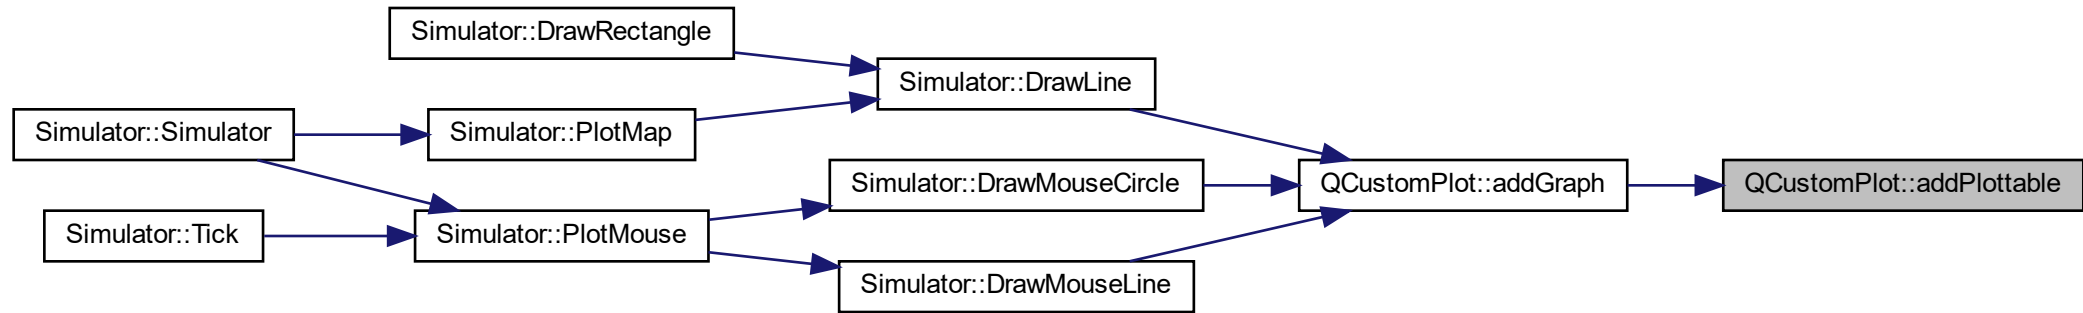 Simulator::DrawRectangle
Simulator::DrawLine
Simulator::Simulator
Simulator::PlotMap
Simulator::DrawMouseCircle
QCustomPlot::addGraph
QCustomPlot::addPlottable
Simulator::Tick
Simulator::PlotMouse
Simulator::DrawMouseLine